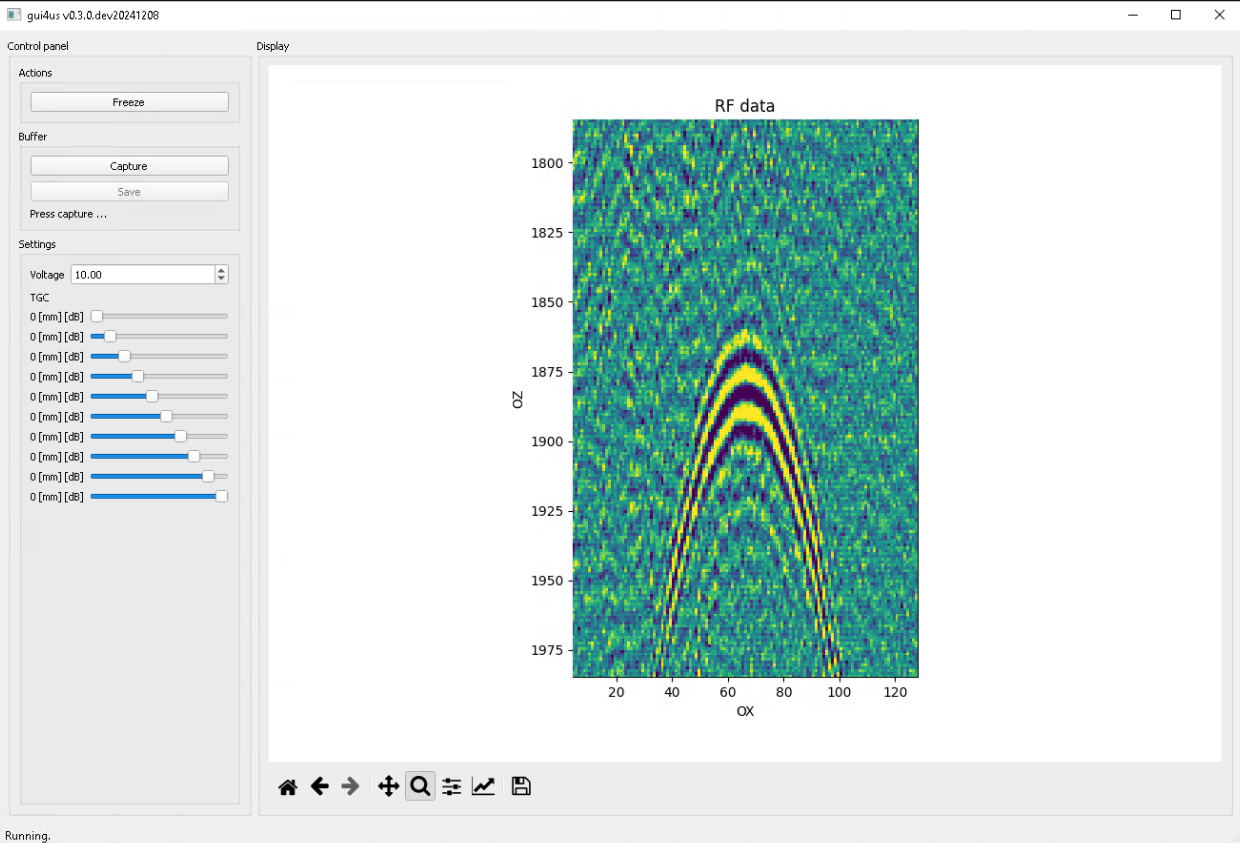 gui4us v0.3.0.dev20241208
Control panel
Display
Actions
Freeze
Buffer
Capture
Save
Press capture ...
Settings
Voltage 10.00
TGC
0 [mm] [dB]
0 [mm] [dB]
0 [mm] [dB]
0 [mm] [dB]
0 [mm] [dB]
0 [mm] [dB]
0 [mm] [dB]
0 [mm] [dB]
0 [mm] [dB]
0 [mm] [dB]
RF data
1800
1825
1850
1875
1900
1925
1950
1975
OZ
20 40 60 80 100 120
OX
Running.